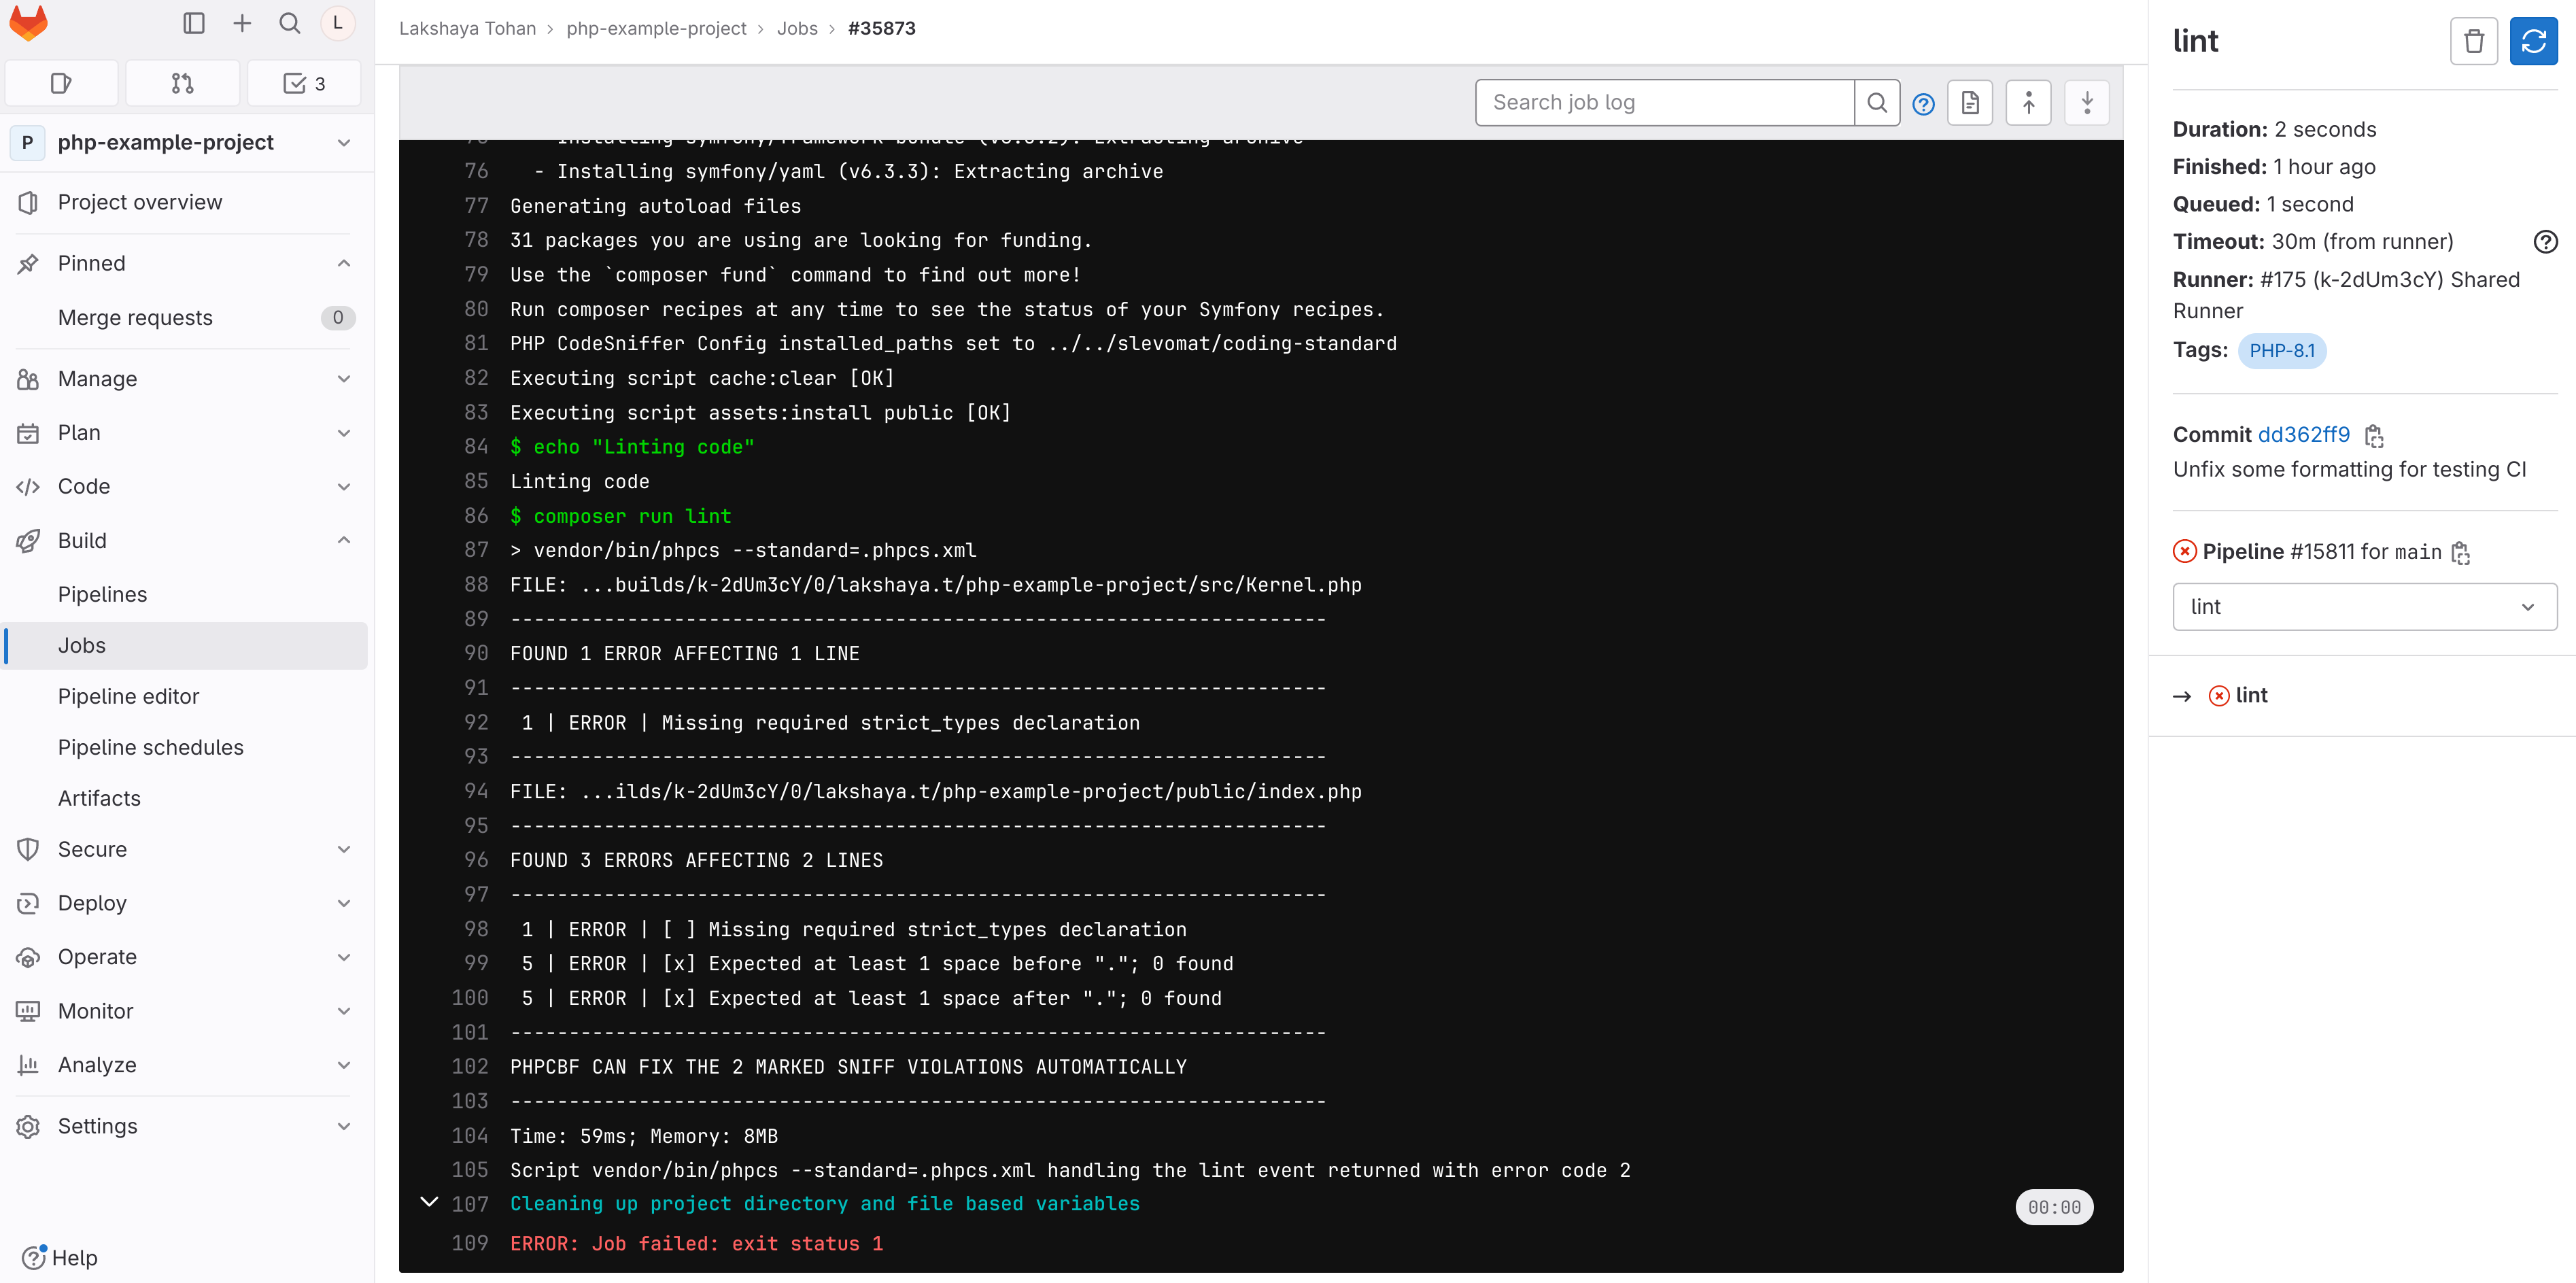 L
Lakshaya Tohan › php-example-project › Jobs › #35873
3
P php-example-project
Project overview
Pinned
Merge requests 0
Manage
Plan
Code
Build
Pipelines
Jobs
Pipeline editor
Pipeline schedules
Artifacts
Secure
Deploy
Operate
Monitor
Analyze
Settings
Help
Search job log
76 - Installing symfony/yaml (v6.3.3): Extracting archive
77 Generating autoload files
78 31 packages you are using are looking for funding.
79 Use the `composer fund` command to find out more!
80 Run composer recipes at any time to see the status of your Symfony recipes.
81 PHP CodeSniffer Config installed_paths set to ../../slevomat/coding-standard
82 Executing script cache:clear [OK]
83 Executing script assets:install public [OK]
84 $ echo "Linting code"
85 Linting code
86 $ composer run lint
87 > vendor/bin/phpcs --standard=.phpcs.xml
88 FILE: ...builds/k-2dUm3cY/0/lakshaya.t/php-example-project/src/Kernel.php
89 ----------------------------------------------------------------------
90 FOUND 1 ERROR AFFECTING 1 LINE
91 ----------------------------------------------------------------------
92 1 | ERROR | Missing required strict_types declaration
93 ----------------------------------------------------------------------
94 FILE: ...ilds/k-2dUm3cY/0/lakshaya.t/php-example-project/public/index.php
95 ----------------------------------------------------------------------
96 FOUND 3 ERRORS AFFECTING 2 LINES
97 ----------------------------------------------------------------------
98 1 | ERROR | [ ] Missing required strict_types declaration
99 5 | ERROR | [x] Expected at least 1 space before "."; 0 found
100 5 | ERROR | [x] Expected at least 1 space after "."; 0 found
101 ----------------------------------------------------------------------
102 PHPCBF CAN FIX THE 2 MARKED SNIFF VIOLATIONS AUTOMATICALLY
103 ----------------------------------------------------------------------
104 Time: 59ms; Memory: 8MB
105 Script vendor/bin/phpcs --standard=.phpcs.xml handling the lint event returned with error code 2
107 Cleaning up project directory and file based variables 00:00
109 ERROR: Job failed: exit status 1
lint
Duration: 2 seconds
Finished: 1 hour ago
Queued: 1 second
Timeout: 30m (from runner)
Runner: #175 (k-2dUm3cY) Shared
Runner
Tags: PHP-8.1
Commit dd362ff9
Unfix some formatting for testing CI
Pipeline #15811 for main
lint
→ lint